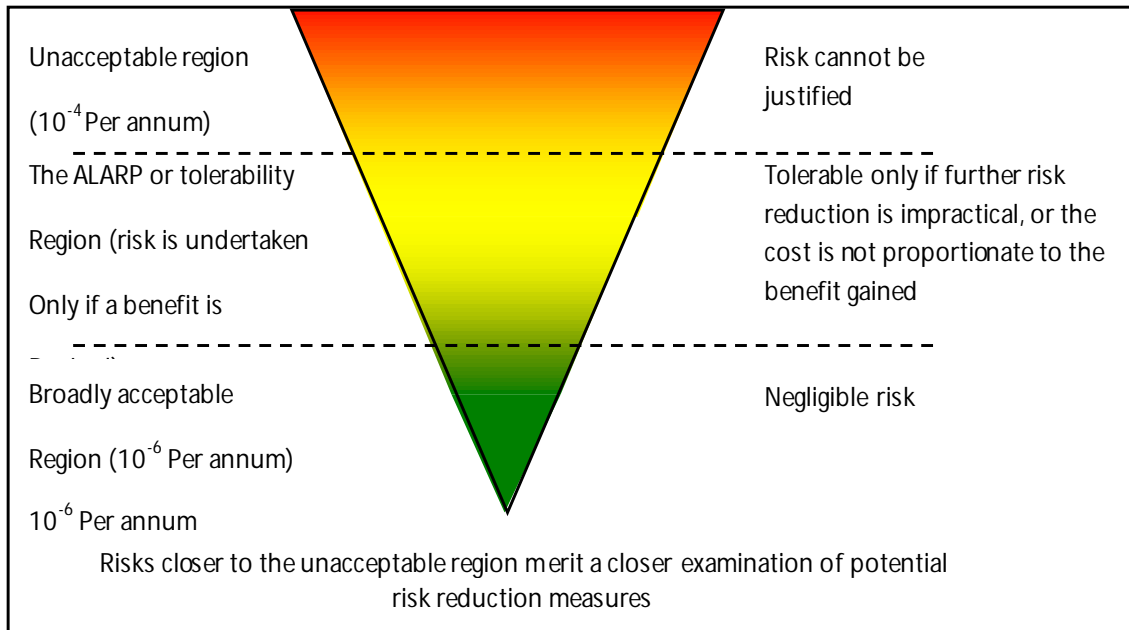 Unacceptable region
(10⁻⁴ Per annum)
Risk cannot be
justified
The ALARP or tolerability
Region (risk is undertaken
Only if a benefit is
Tolerable only if further risk
reduction is impractical, or the
cost is not proportionate to the
benefit gained
Broadly acceptable
Region (10⁻⁶ Per annum)
10⁻⁶ Per annum
Negligible risk
Risks closer to the unacceptable region merit a closer examination of potential
risk reduction measures